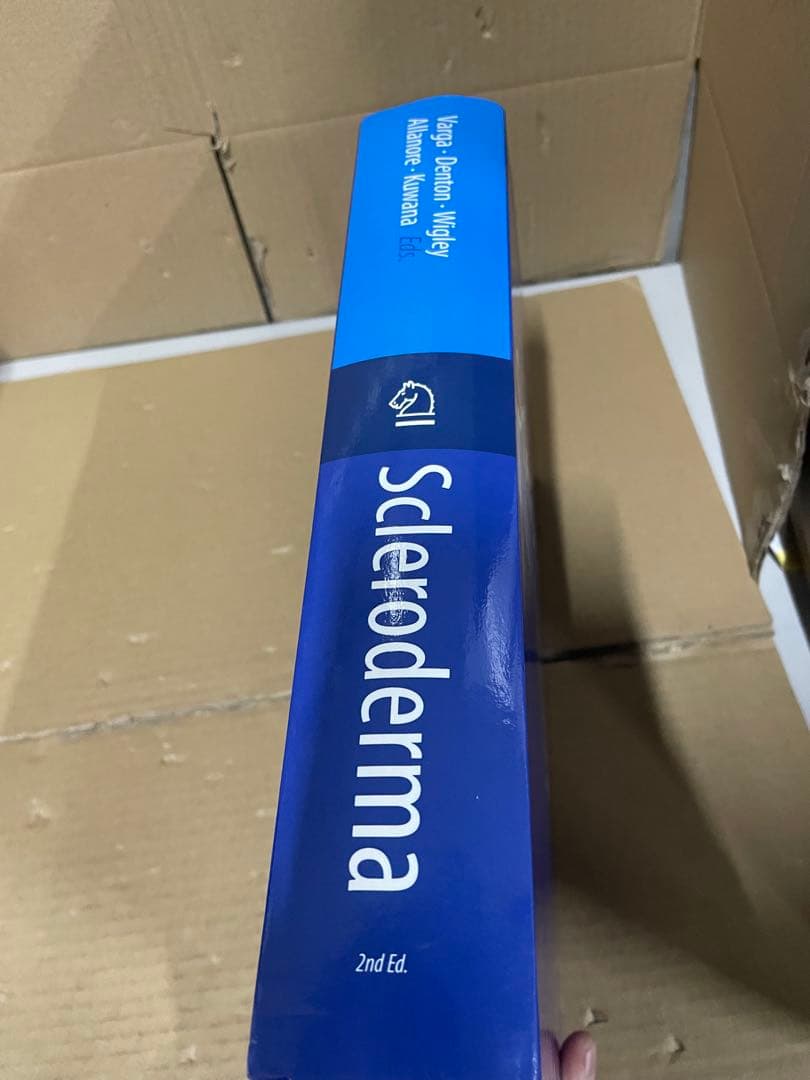 Varga · Denton · Wigley
Allanore · Kuwana Eds.
Scleroderma
2nd Ed.